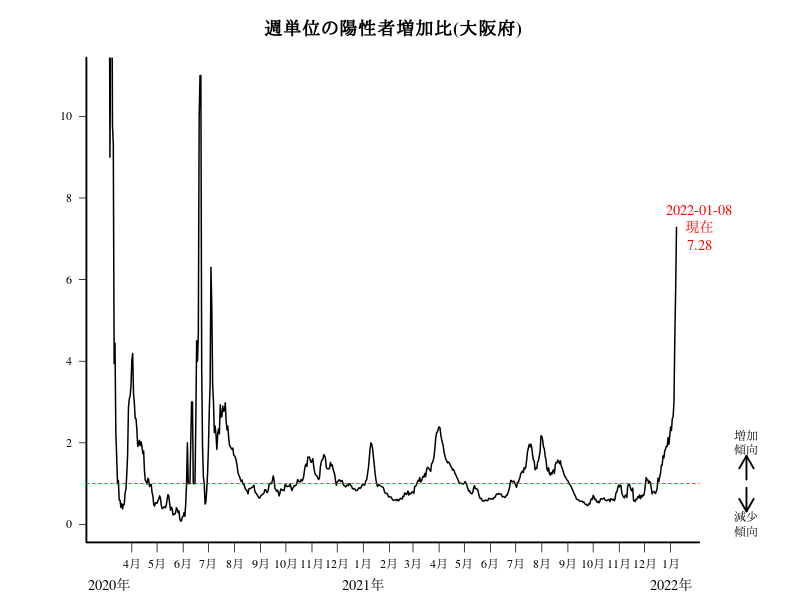 週単位の陽性者増加比(大阪府)
10
8
6
4
2
0
2022-01-08
現在
7.28
増加
傾向
減少
傾向
4月 5月 6月 7月 8月 9月 10月 11月 12月 1月 2月 3月 4月 5月 6月 7月 8月 9月 10月 11月 12月 1月
2020年 2021年 2022年